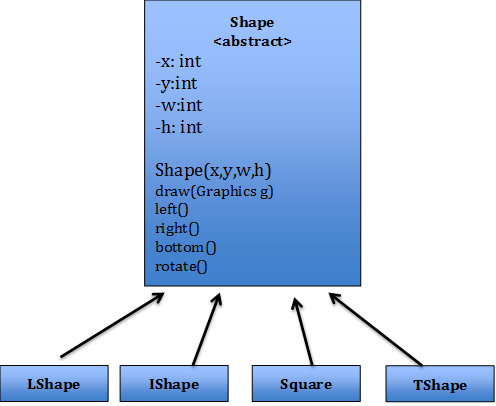 Shape
<abstract>
-x: int
-y:int
-w:int
-h: int
Shape(x,y,w,h)
draw(Graphics g)
left()
right()
bottom()
rotate()
LShape
IShape
Square
TShape